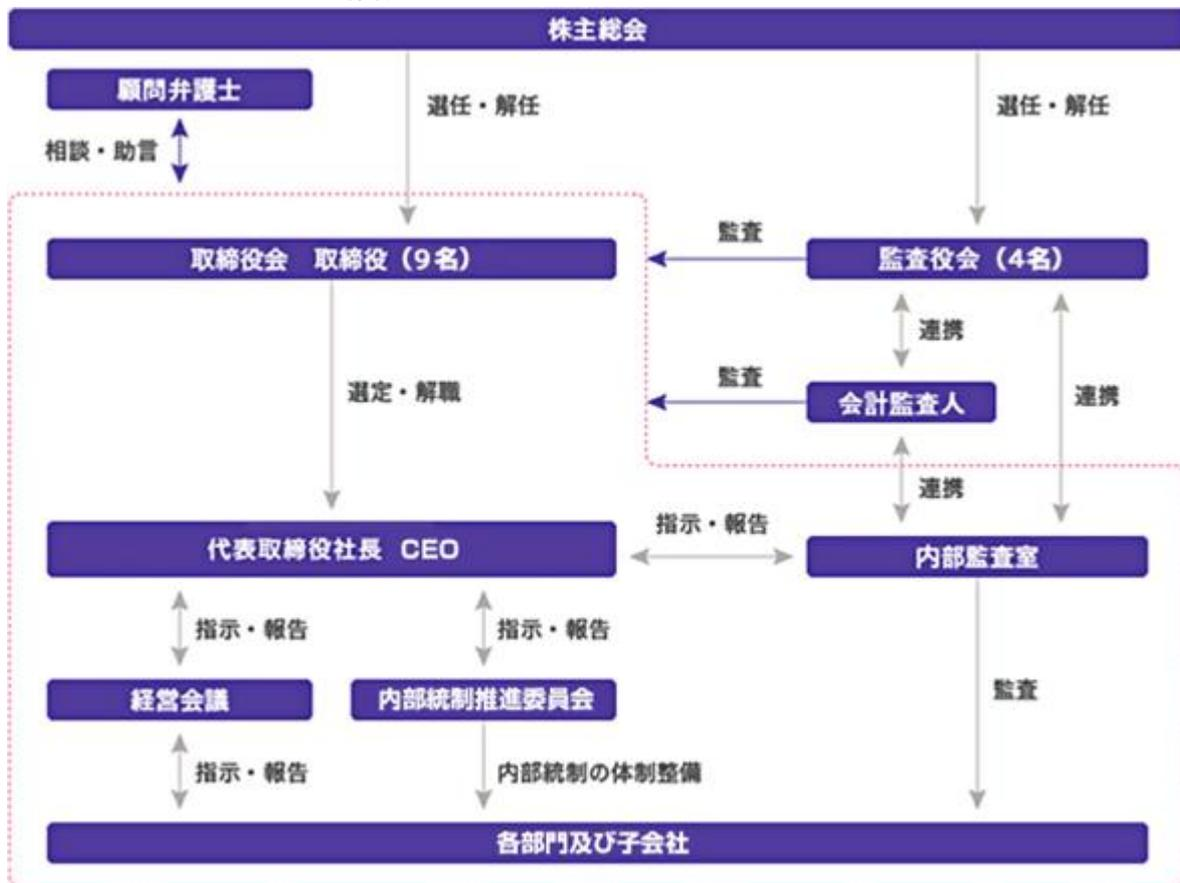 株主総会
顧問弁護士
選任・解任
選任・解任
相談・助言
取締役会　取締役（9名）
監査
監査役会（4名）
連携
選定・解職
監査
会計監査人
連携
連携
代表取締役社長 CEO
指示・報告
内部監査室
指示・報告
指示・報告
経営会議
内部統制推進委員会
監査
指示・報告
内部統制の体制整備
各部門及び子会社